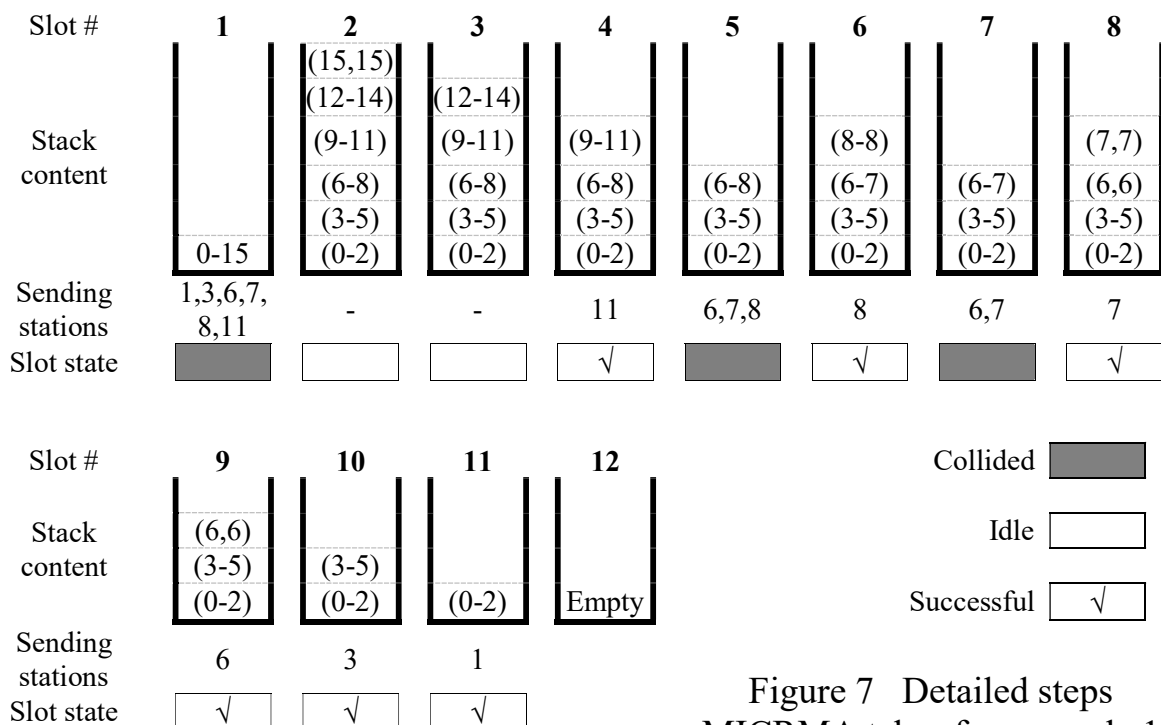 Slot # 1 2 3 4 5 6 7 8
(15,15)
(12-14) (12-14)
Stack content
(9-11) (9-11) (9-11) (8-8) (7,7)
(6-8) (6-8) (6-8) (6-8) (6-7) (6-7) (6,6)
(3-5) (3-5) (3-5) (3-5) (3-5) (3-5) (3-5)
0-15 (0-2) (0-2) (0-2) (0-2) (0-2) (0-2) (0-2)
Sending stations
1,3,6,7,
8,11
- - 11 6,7,8 8 6,7 7
Slot state √ √ √
Slot # 9 10 11 12
Collided
Stack content
(6,6)
Idle
(3-5) (3-5)
(0-2) (0-2) (0-2) Empty
Successful √
Sending stations
6 3 1
Slot state √ √ √
Figure 7 Detailed steps